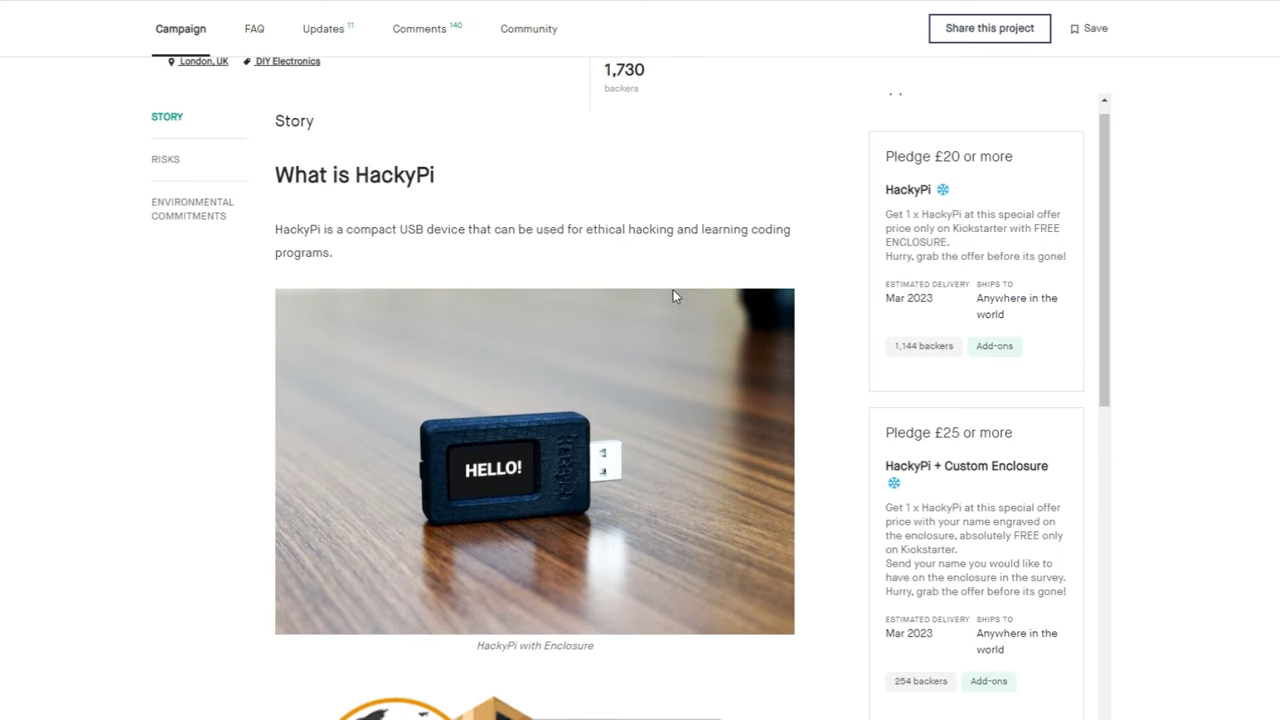 Campaign
FAQ
Updates 11
Comments 140
Community
Share this project
Save
London, UK
DIY Electronics
1,730
backers
STORY
RISKS
ENVIRONMENTAL
COMMITMENTS
Story
What is HackyPi
HackyPi is a compact USB device that can be used for ethical hacking and learning coding
programs.
HELLO!
HackyPi
HackyPi with Enclosure
Pledge £20 or more
HackyPi
Get 1 x HackyPi at this special offer
price only on Kickstarter with FREE
ENCLOSURE.
Hurry, grab the offer before its gone!
ESTIMATED DELIVERY
Mar 2023
SHIPS TO
Anywhere in the
world
1,144 backers
Add-ons
Pledge £25 or more
HackyPi + Custom Enclosure
Get 1 x HackyPi at this special offer
price with your name engraved on
the enclosure, absolutely FREE only
on Kickstarter.
Send your name you would like to
have on the enclosure in the survey.
Hurry, grab the offer before its gone!
ESTIMATED DELIVERY
Mar 2023
SHIPS TO
Anywhere in the
world
254 backers
Add-ons